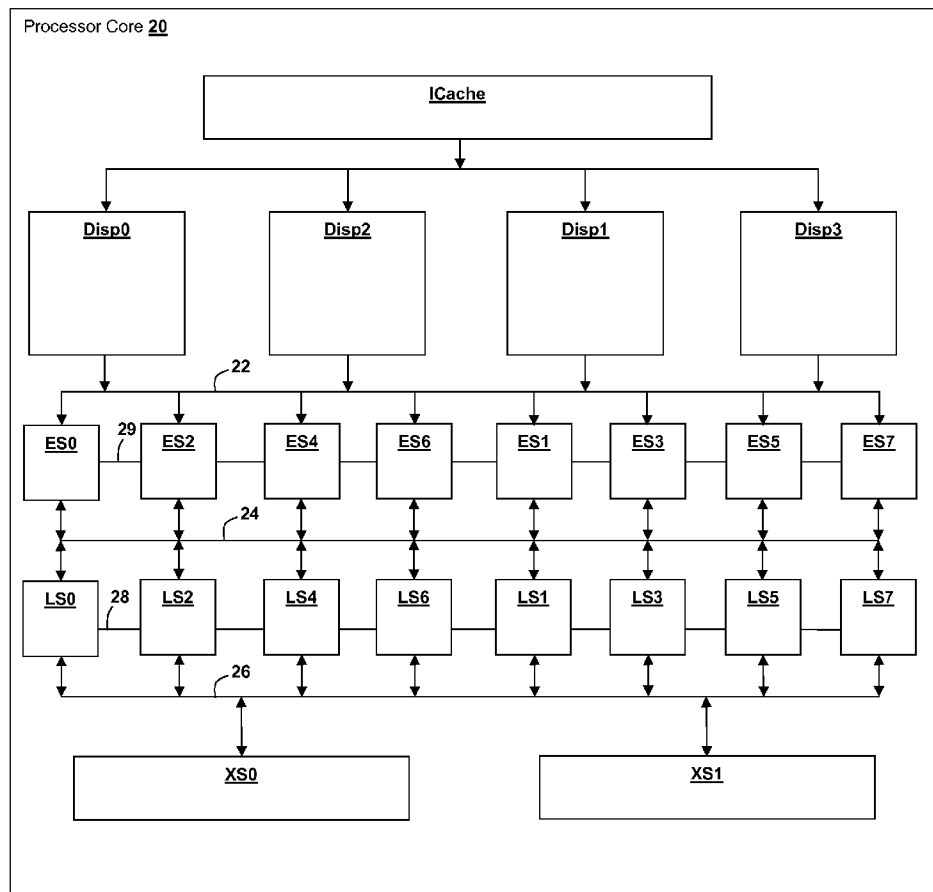 Processor Core 20
ICache
Disp0 Disp2 Disp1 Disp3
22
ES0 29 ES2 ES4 ES6 ES1 ES3 ES5 ES7
24
LS0 28 LS2 LS4 LS6 LS1 LS3 LS5 LS7
26
XS0 XS1